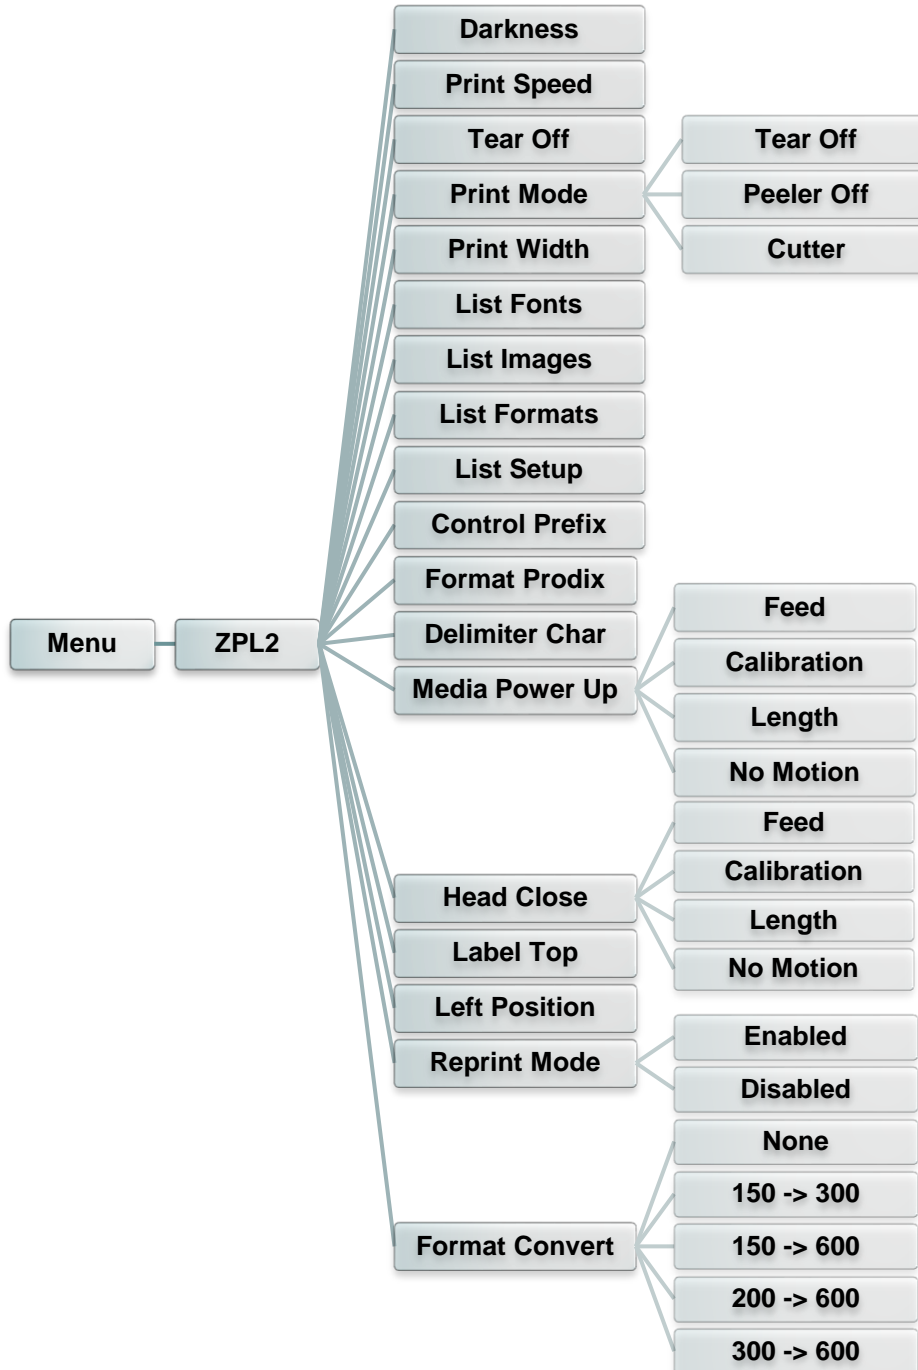 Menu
ZPL2
Darkness
Print Speed
Tear Off
Print Mode
Tear Off
Peeler Off
Cutter
Print Width
List Fonts
List Images
List Formats
List Setup
Control Prefix
Format Prodix
Delimiter Char
Media Power Up
Feed
Calibration
Length
No Motion
Head Close
Feed
Calibration
Length
No Motion
Label Top
Left Position
Reprint Mode
Enabled
Disabled
Format Convert
None
150 -> 300
150 -> 600
200 -> 600
300 -> 600